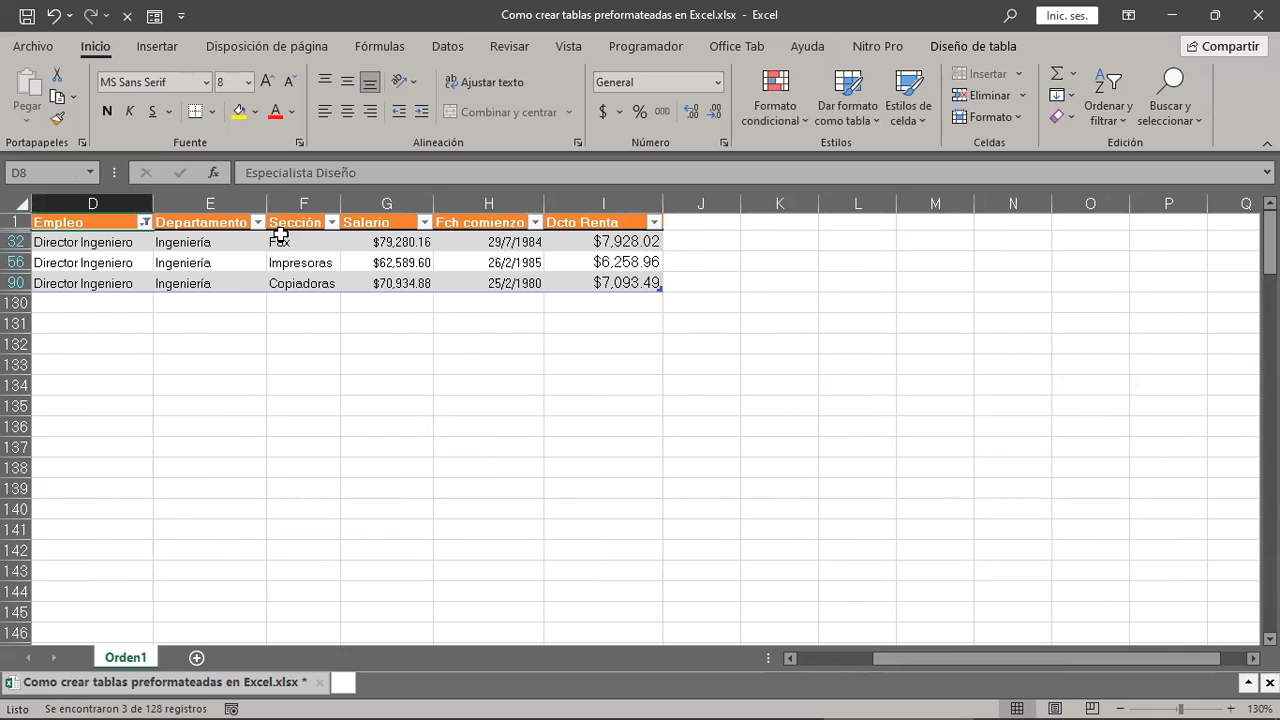 Como crear tablas preformateadas en Excel.xlsx - Excel
Inic. ses.
Archivo Inicio Insertar Disposición de página Fórmulas Datos Revisar Vista Programador Office Tab Ayuda Nitro Pro Diseño de tabla Compartir
Pegar
MS Sans Serif 8
N K S
Ajustar texto
Combinar y centrar
General
$ % 000
Formato condicional
Dar formato como tabla
Estilos de celda
Insertar
Eliminar
Formato
Ordenar y filtrar
Buscar y seleccionar
Portapapeles Fuente Alineación Número Estilos Celdas Edición
D8 fx Especialista Diseño
D E F G H I J K L M N O P Q
1 Empleo Departamento Sección Salario Fch comienzo Dcto Renta
32 Director Ingeniero Ingeniería Fax $79,280.16 29/7/1984 $7,928.02
56 Director Ingeniero Ingeniería Impresoras $62,589.60 26/2/1985 $6,258.96
90 Director Ingeniero Ingeniería Copiadoras $70,934.88 25/2/1980 $7,093.49
130
131
132
133
134
135
136
137
138
139
140
141
142
143
144
145
146
Orden1
Como crear tablas preformateadas en Excel.xlsx *
Listo Se encontraron 3 de 128 registros 130%